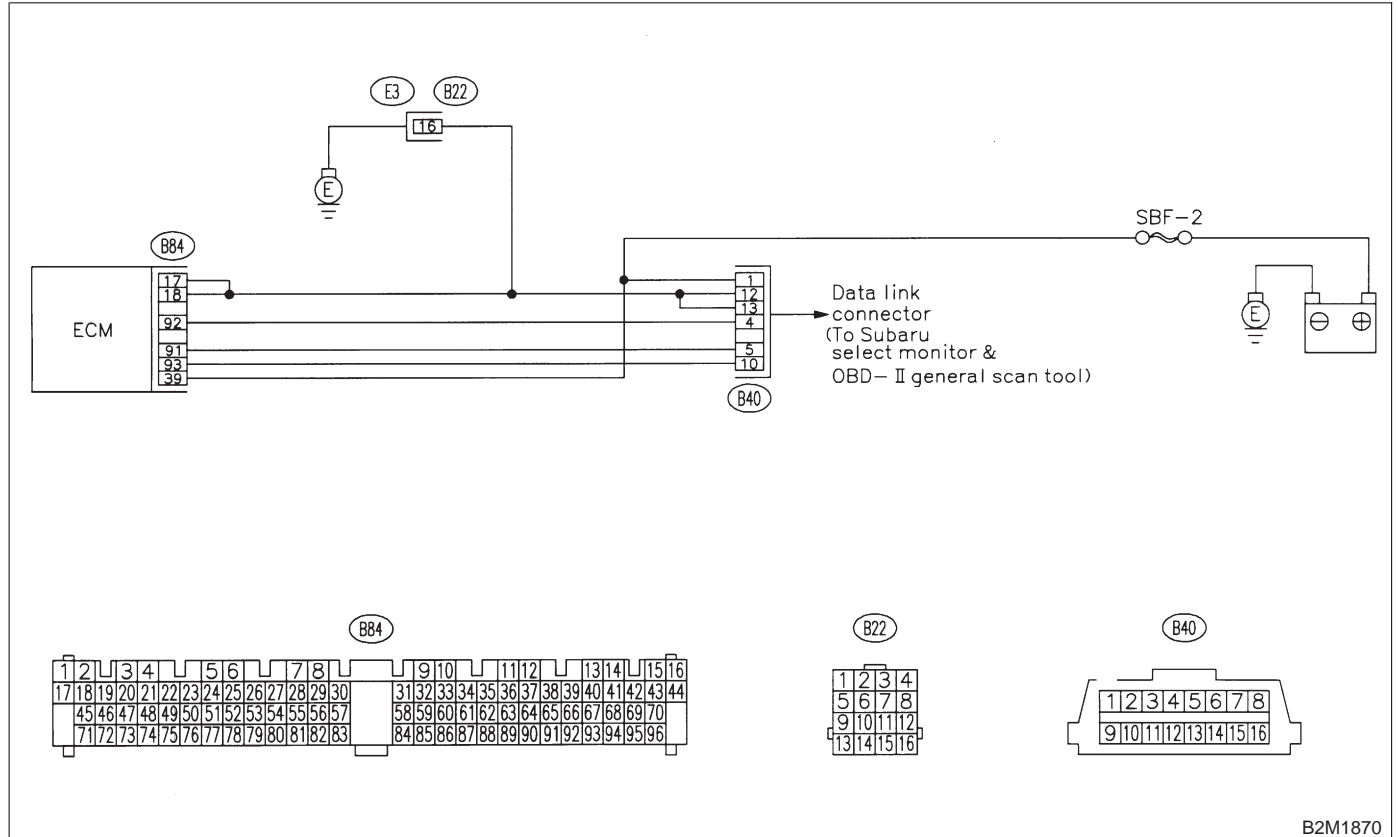 E3 B22
16
E
SBF-2
B84
17
18
92
91
93
39
ECM
1
12
13
4
5
10
Data link
connector
(To Subaru
select monitor &
OBD-II general scan tool)
B40
E
⊖ ⊕
B84
1 2 3 4 5 6 7 8 9 10 11 12 13 14 15 16
17 18 19 20 21 22 23 24 25 26 27 28 29 30 31 32 33 34 35 36 37 38 39 40 41 42 43 44
45 46 47 48 49 50 51 52 53 54 55 56 57 58 59 60 61 62 63 64 65 66 67 68 69 70
71 72 73 74 75 76 77 78 79 80 81 82 83 84 85 86 87 88 89 90 91 92 93 94 95 96
B22
1 2 3 4
5 6 7 8
9 10 11 12
13 14 15 16
B40
1 2 3 4 5 6 7 8
9 10 11 12 13 14 15 16
B2M1870